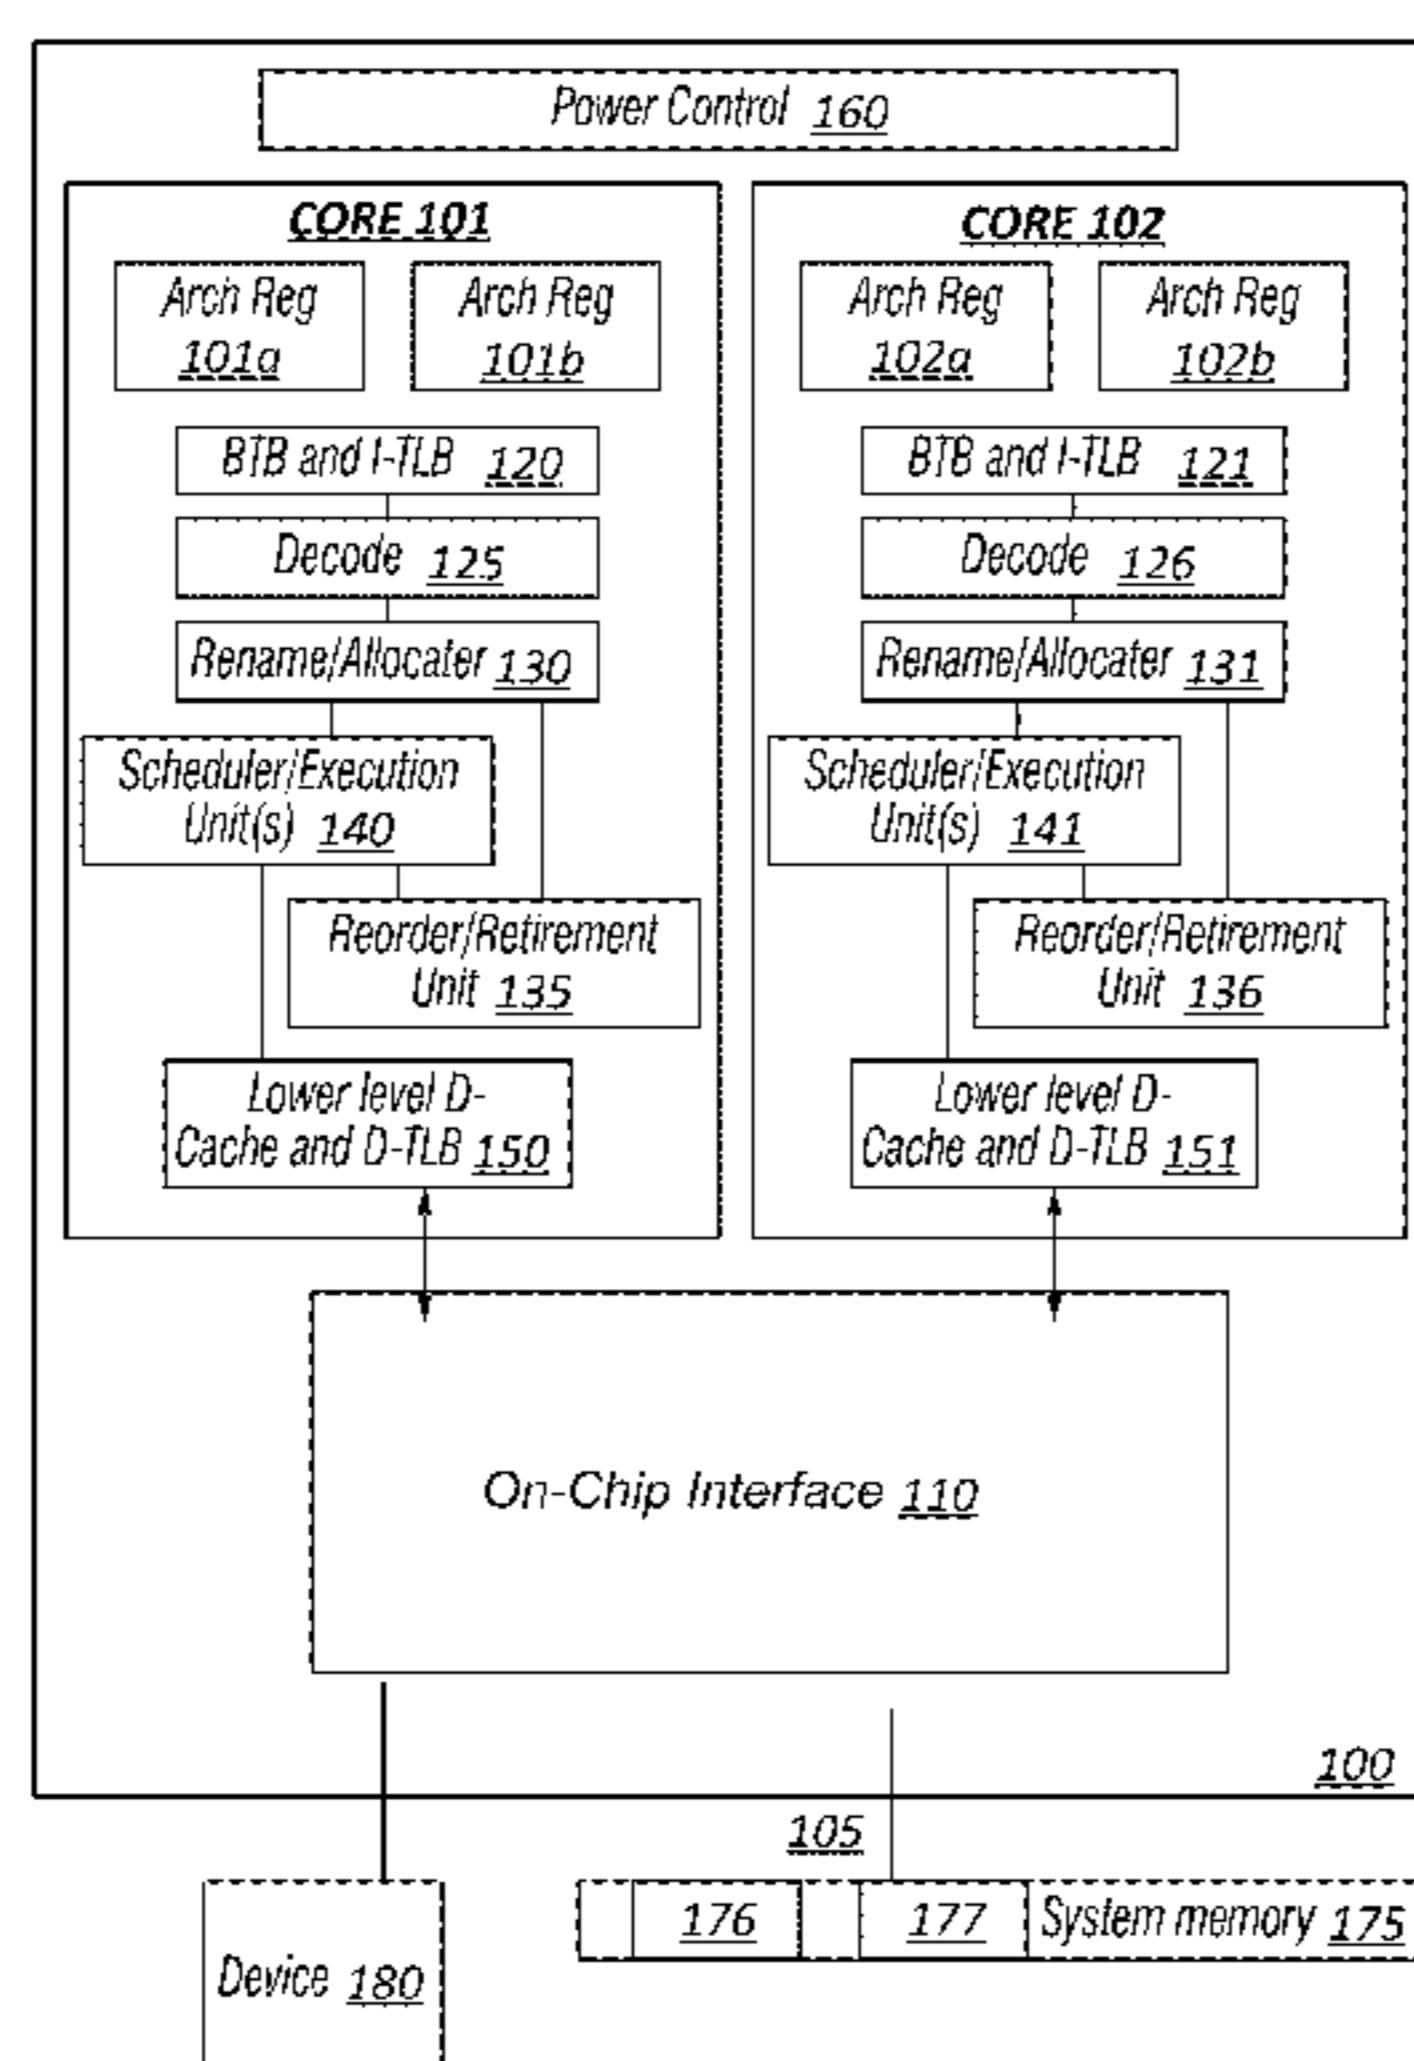 Power Control 160
CORE 101
Arch Reg
101a
Arch Reg
101b
BTB and I-TLB 120
Decode 125
Rename/Allocater 130
Scheduler/Execution
Unit(s) 140
Reorder/Retirement
Unit 135
Lower level D-
Cache and D-TLB 150
CORE 102
Arch Reg
102a
Arch Reg
102b
BTB and I-TLB 121
Decode 126
Rename/Allocater 131
Scheduler/Execution
Unit(s) 141
Reorder/Retirement
Unit 136
Lower level D-
Cache and D-TLB 151
On-Chip Interface 110
100
105
176
177
System memory 175
Device 180